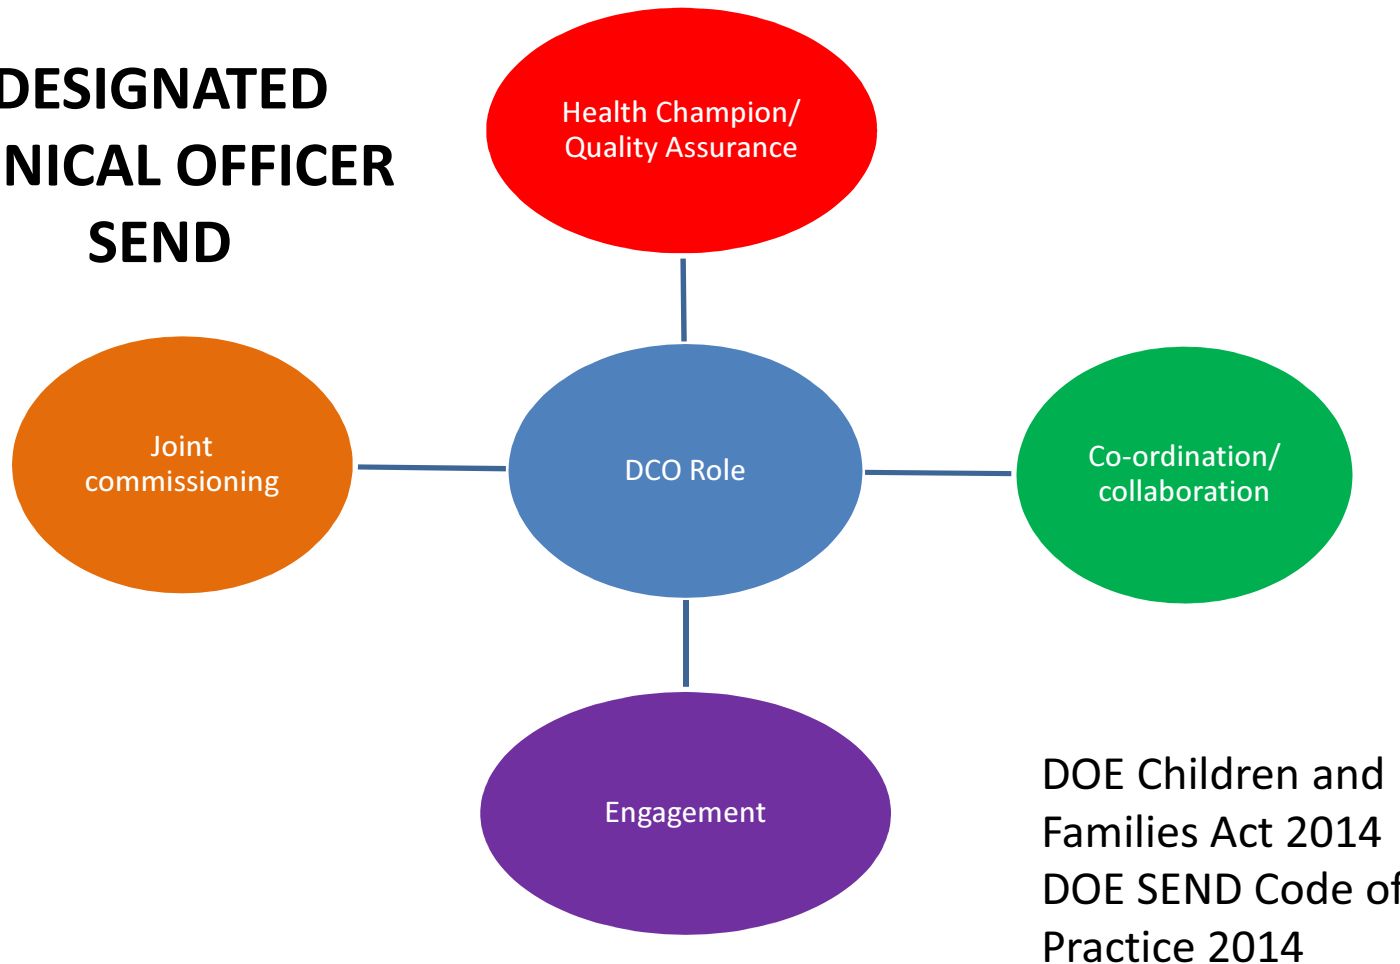 DESIGNATED
NICAL OFFICER
SEND
Health Champion/
Quality Assurance
Joint
commissioning
DCO Role
Co-ordination/
collaboration
Engagement
DOE Children and
Families Act 2014
DOE SEND Code of
Practice 2014